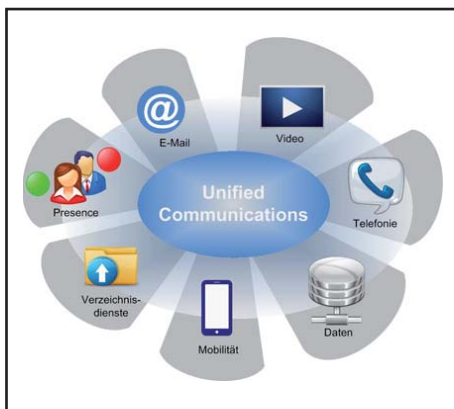 @
E-Mail
Video
Unified
Communications
Presence
Telefonie
Verzeichnis-
dienste
Mobilität
Daten